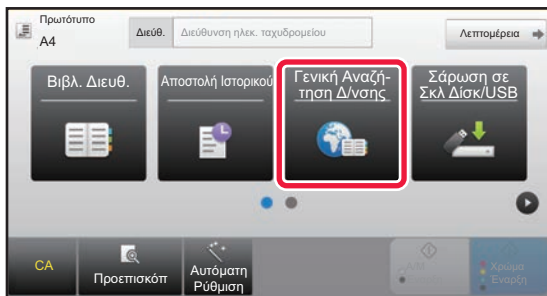 Πρωτότυπο
A4
Διεύθ.
Διεύθυνση ηλεκ. ταχυδρομείου
Λεπτομέρεια
Βιβλ. Διευθ.
Αποστολή Ιστορικού
Γενική Αναζή-
τηση Δ/νσης
Σάρωση σε
Σκλ Δίσκ/USB
CA
Προεπισκόπ
Αυτόματη
Ρύθμιση
Χρώμα
Έναρξη